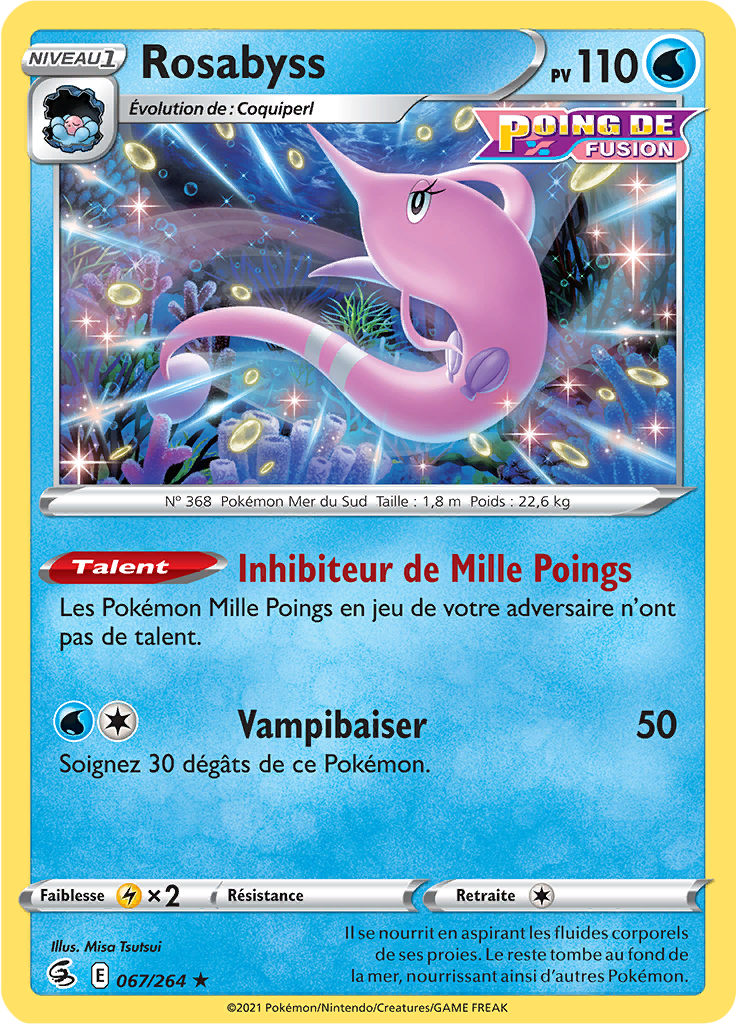 NIVEAU 1
Rosabyss
PV 110
Évolution de : Coquiperl
POING DE
FUSION
Nº 368 Pokémon Mer du Sud Taille : 1,8 m Poids : 22,6 kg
Talent Inhibiteur de Mille Poings
Les Pokémon Mille Poings en jeu de votre adversaire n'ont
pas de talent.
Vampibaiser 50
Soignez 30 dégâts de ce Pokémon.
Faiblesse ×2 Résistance Retraite
Illus. Misa Tsutsui
Il se nourrit en aspirant les fluides corporels
de ses proies. Le reste tombe au fond de
la mer, nourrissant ainsi d'autres Pokémon.
E 067/264 ★
©2021 Pokémon/Nintendo/Creatures/GAME FREAK